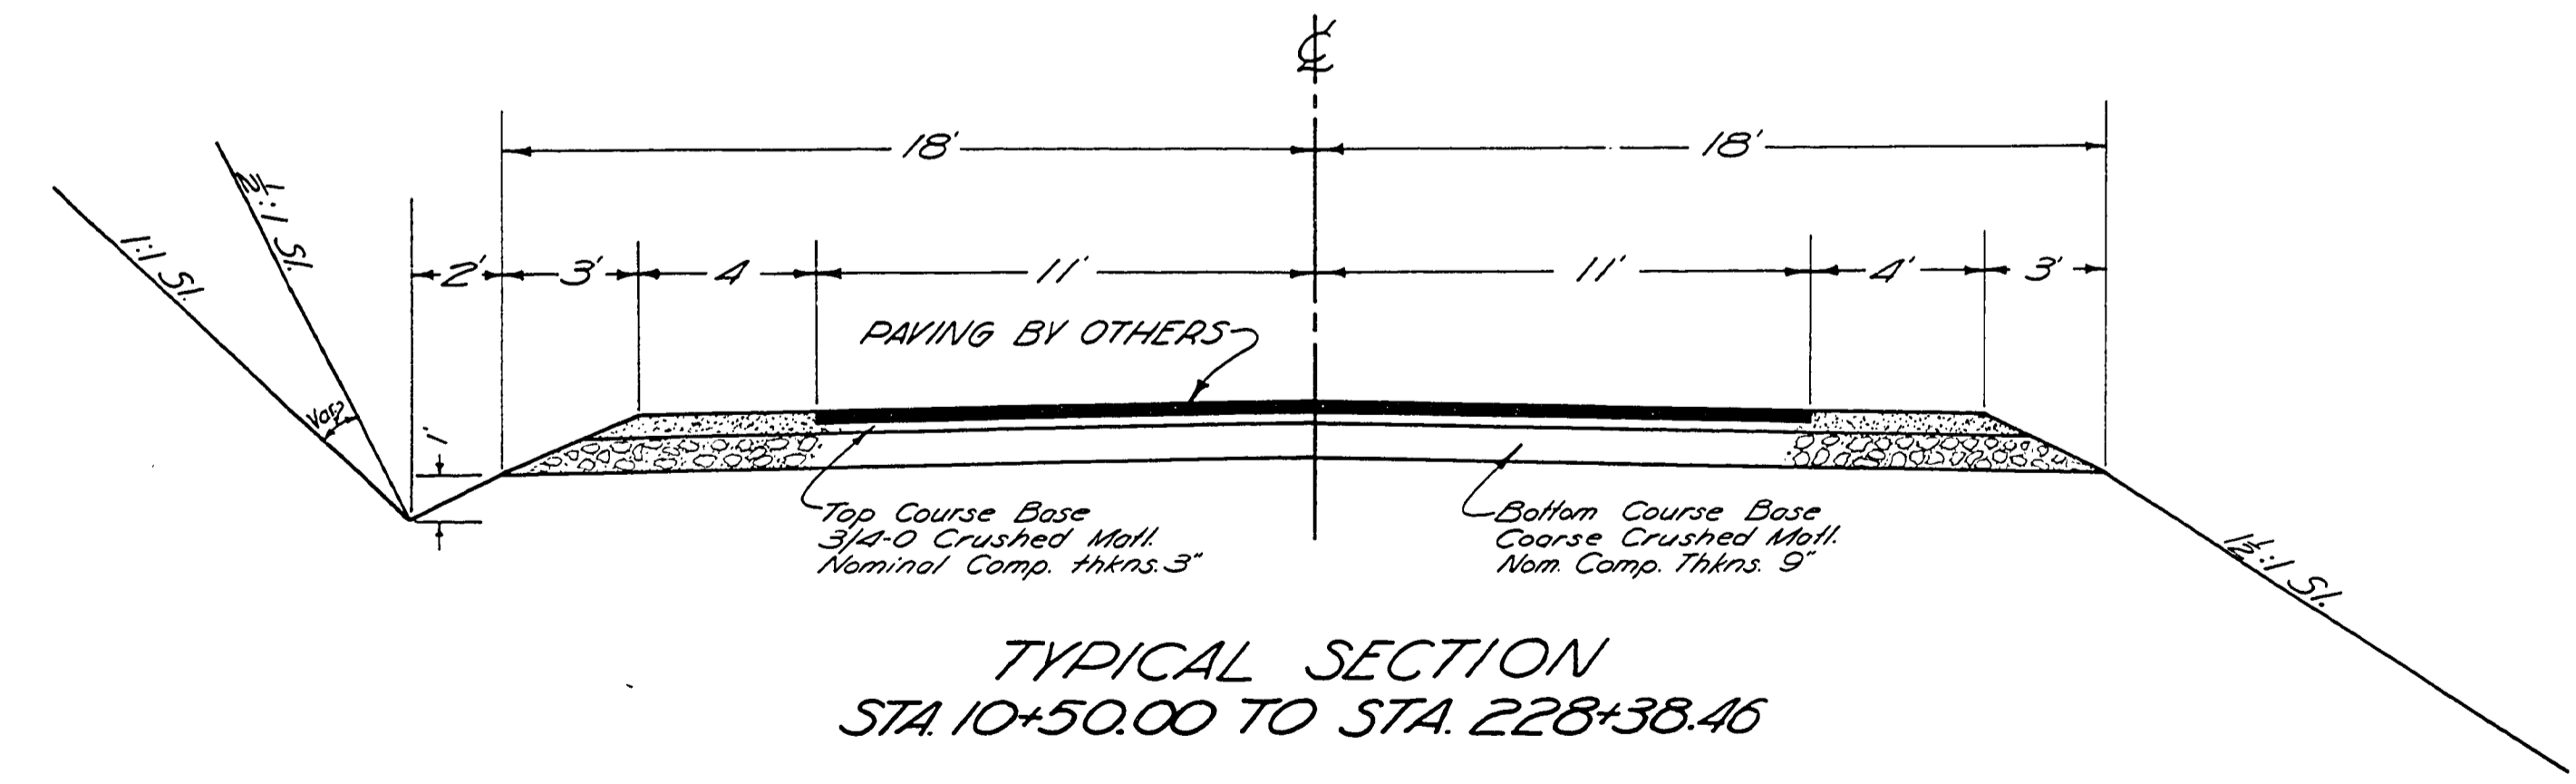 ℄
18' 18'
½:1 Sl.
1:1 Sl.
2' 3' 4 11' 11' 4' 3'
PAVING BY OTHERS
Vary
1'
Top Course Base
3/4-0 Crushed Matl.
Nominal Comp. thkns. 3"
Bottom Course Base
Coarse Crushed Matl.
Nom. Comp. Thkns. 9"
1½:1 Sl.
TYPICAL SECTION
STA. 10+50.00 TO STA. 228+38.46